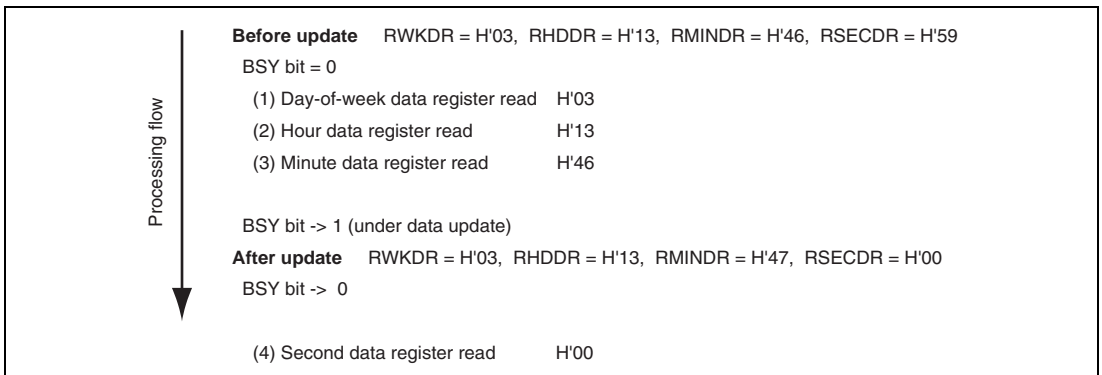 Before update RWKDR = H'03, RHDDR = H'13, RMINDR = H'46, RSECDR = H'59
BSY bit = 0
(1) Day-of-week data register read H'03
(2) Hour data register read H'13
(3) Minute data register read H'46
Processing flow
BSY bit -> 1 (under data update)
After update RWKDR = H'03, RHDDR = H'13, RMINDR = H'47, RSECDR = H'00
BSY bit -> 0
(4) Second data register read H'00